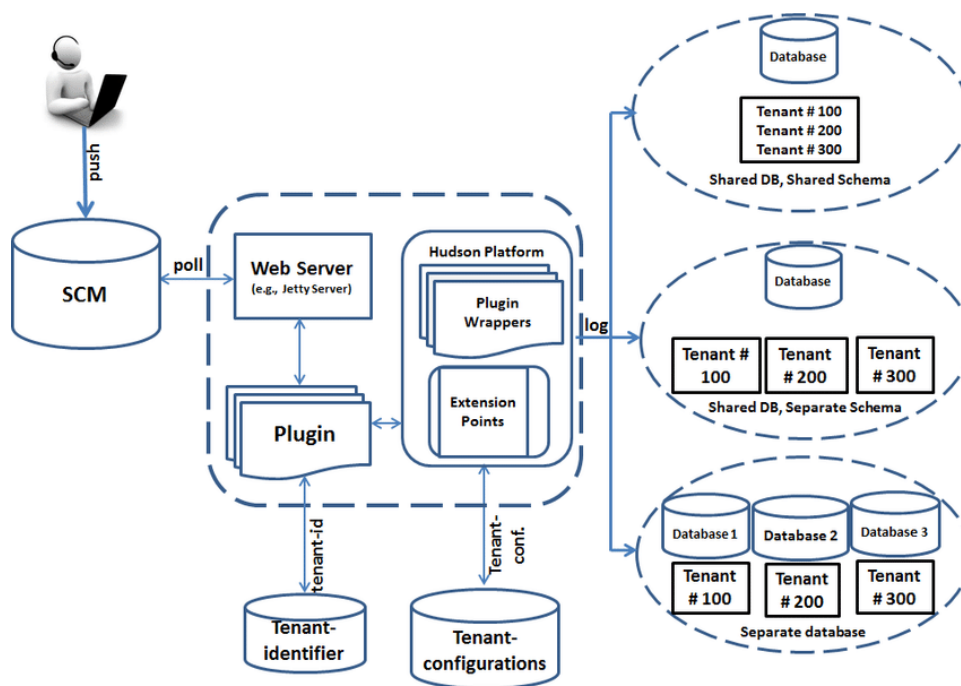 push
SCM
poll
Web Server
(e.g., Jetty Server)
Plugin
Hudson Platform
Plugin
Wrappers
Extension
Points
log
tenant-id
Tenant-
conf.
Tenant-
identifier
Tenant-
configurations
Database
Tenant # 100
Tenant # 200
Tenant # 300
Shared DB, Shared Schema
Database
Tenant #
100
Tenant
# 200
Tenant
# 300
Shared DB, Separate Schema
Database 1
Database 2
Database 3
Tenant
# 100
Tenant
# 200
Tenant
# 300
Separate database